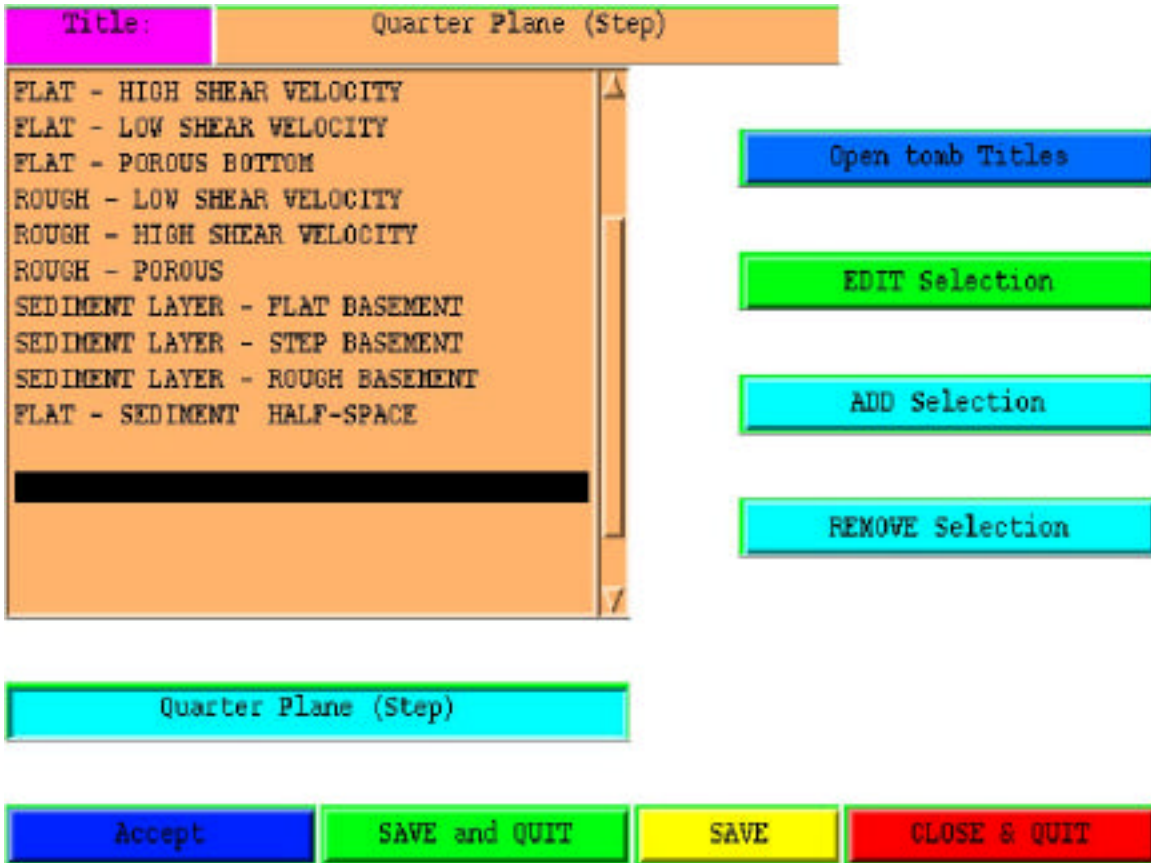 Title: Quarter Plane (Step)
FLAT - HIGH SHEAR VELOCITY
FLAT - LOW SHEAR VELOCITY
FLAT - POROUS BOTTOM
ROUGH - LOW SHEAR VELOCITY
ROUGH - HIGH SHEAR VELOCITY
ROUGH - POROUS
SEDIMENT LAYER - FLAT BASEMENT
SEDIMENT LAYER - STEP BASEMENT
SEDIMENT LAYER - ROUGH BASEMENT
FLAT - SEDIMENT HALF-SPACE
Open tomb Titles
EDIT Selection
ADD Selection
REMOVE Selection
Quarter Plane (Step)
Accept
SAVE and QUIT
SAVE
CLOSE & QUIT